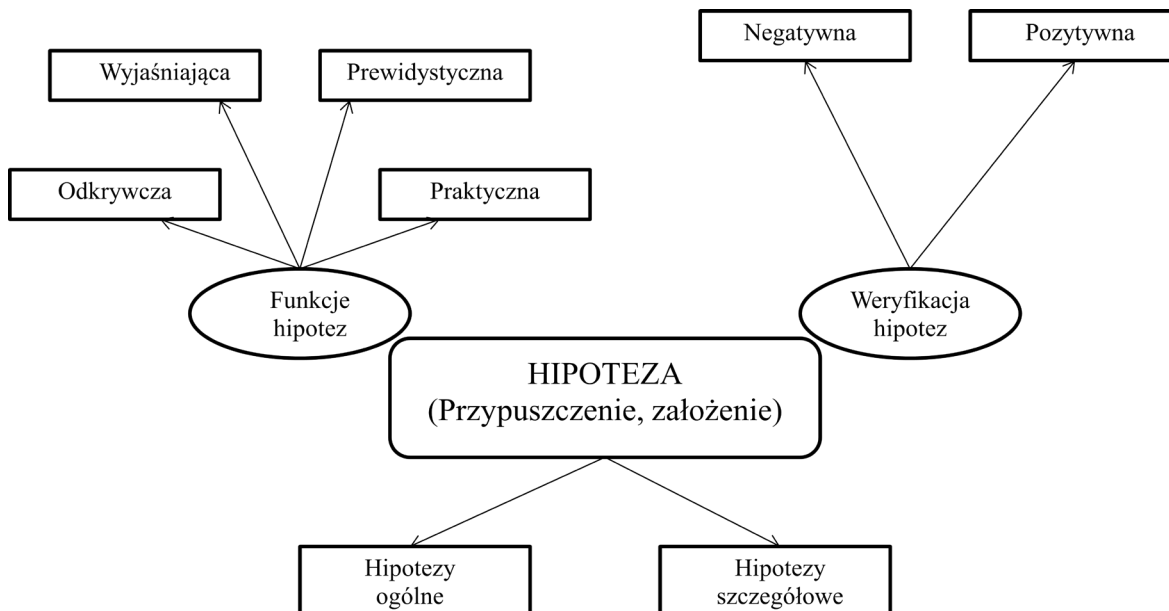 Negatywna
Pozytywna
Wyjaśniająca
Prewidystyczna
Odkrywcza
Praktyczna
Funkcje
hipotez
Weryfikacja
hipotez
HIPOTEZA
(Przypuszczenie, założenie)
Hipotezy
ogólne
Hipotezy
szczegółowe